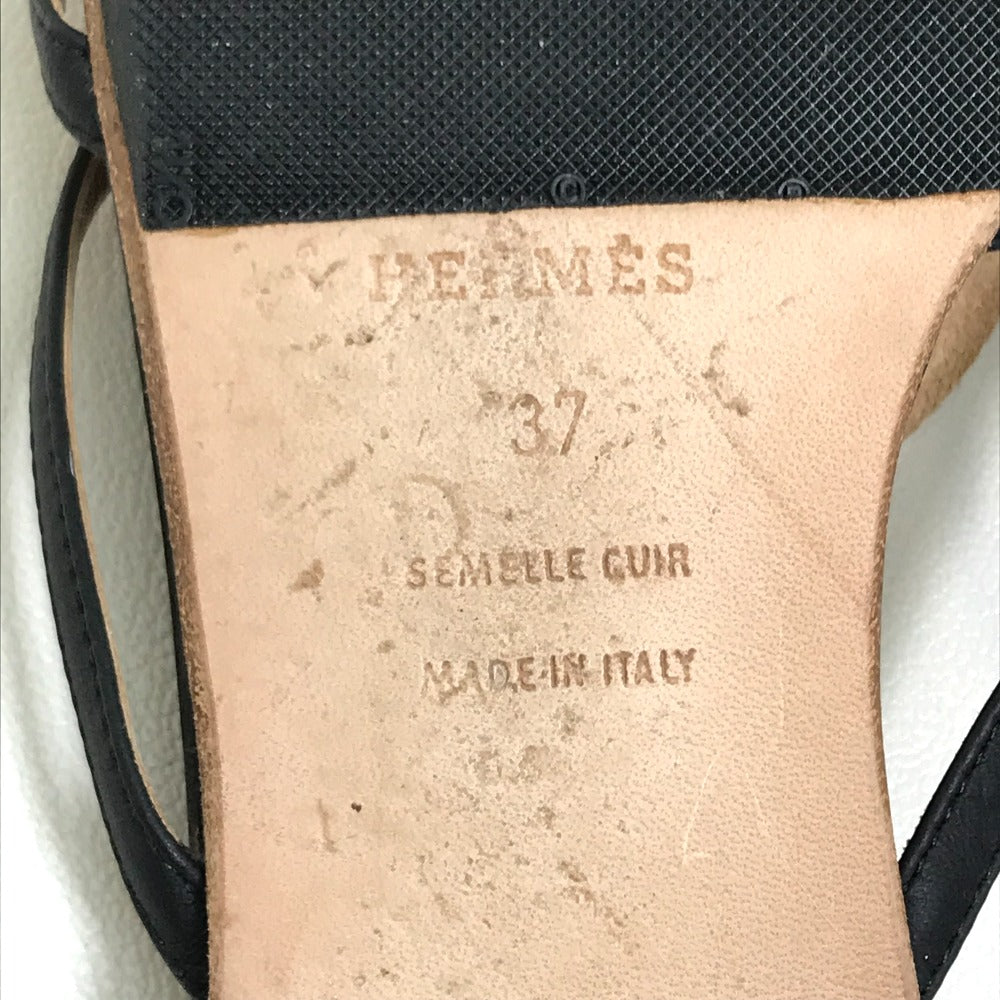 HERMÈS
37
SEMELLE CUIR
MADE IN ITALY